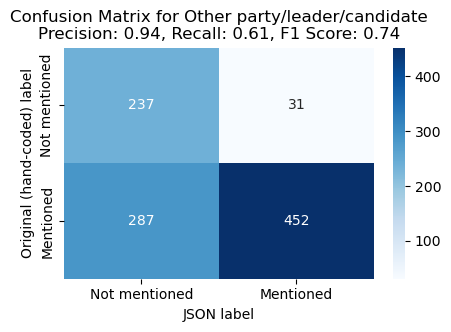 Confusion Matrix for Other party/leader/candidate
Precision: 0.94, Recall: 0.61, F1 Score: 0.74
Original (hand-coded) label
Not mentioned
Mentioned
237
31
287
452
400
300
200
100
Not mentioned
Mentioned
JSON label